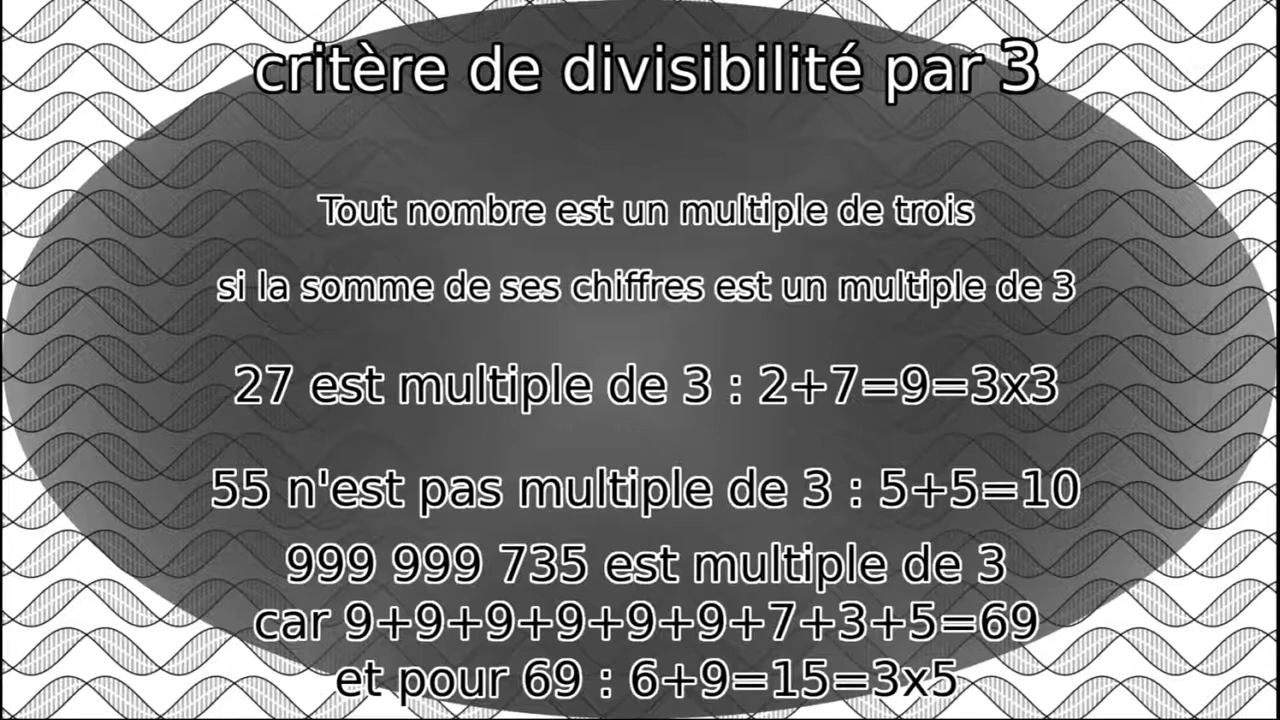 critère de divisibilité par 3
Tout nombre est un multiple de trois
si la somme de ses chiffres est un multiple de 3
27 est multiple de 3 : 2+7=9=3x3
55 n'est pas multiple de 3 : 5+5=10
999 999 735 est multiple de 3
car 9+9+9+9+9+9+7+3+5=69
et pour 69 : 6+9=15=3x5